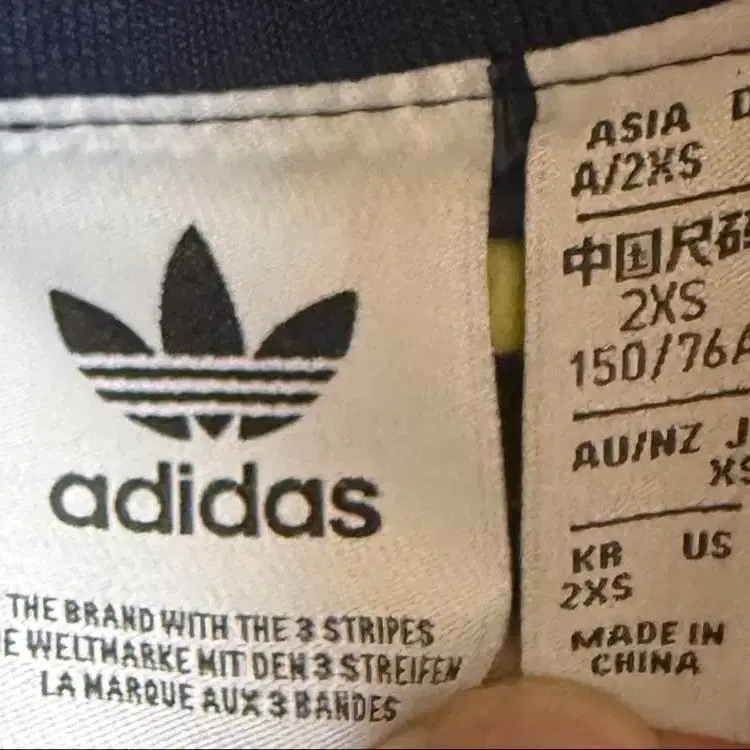 adidas
THE BRAND WITH THE 3 STRIPES
E WELTMARKE MIT DEN 3 STREIFEN
LA MARQUE AUX 3 BANDES
ASIA D
A/2XS
中国尺码
2XS
150/76A
AU/NZ J
XS
KR US
2XS
MADE IN
CHINA